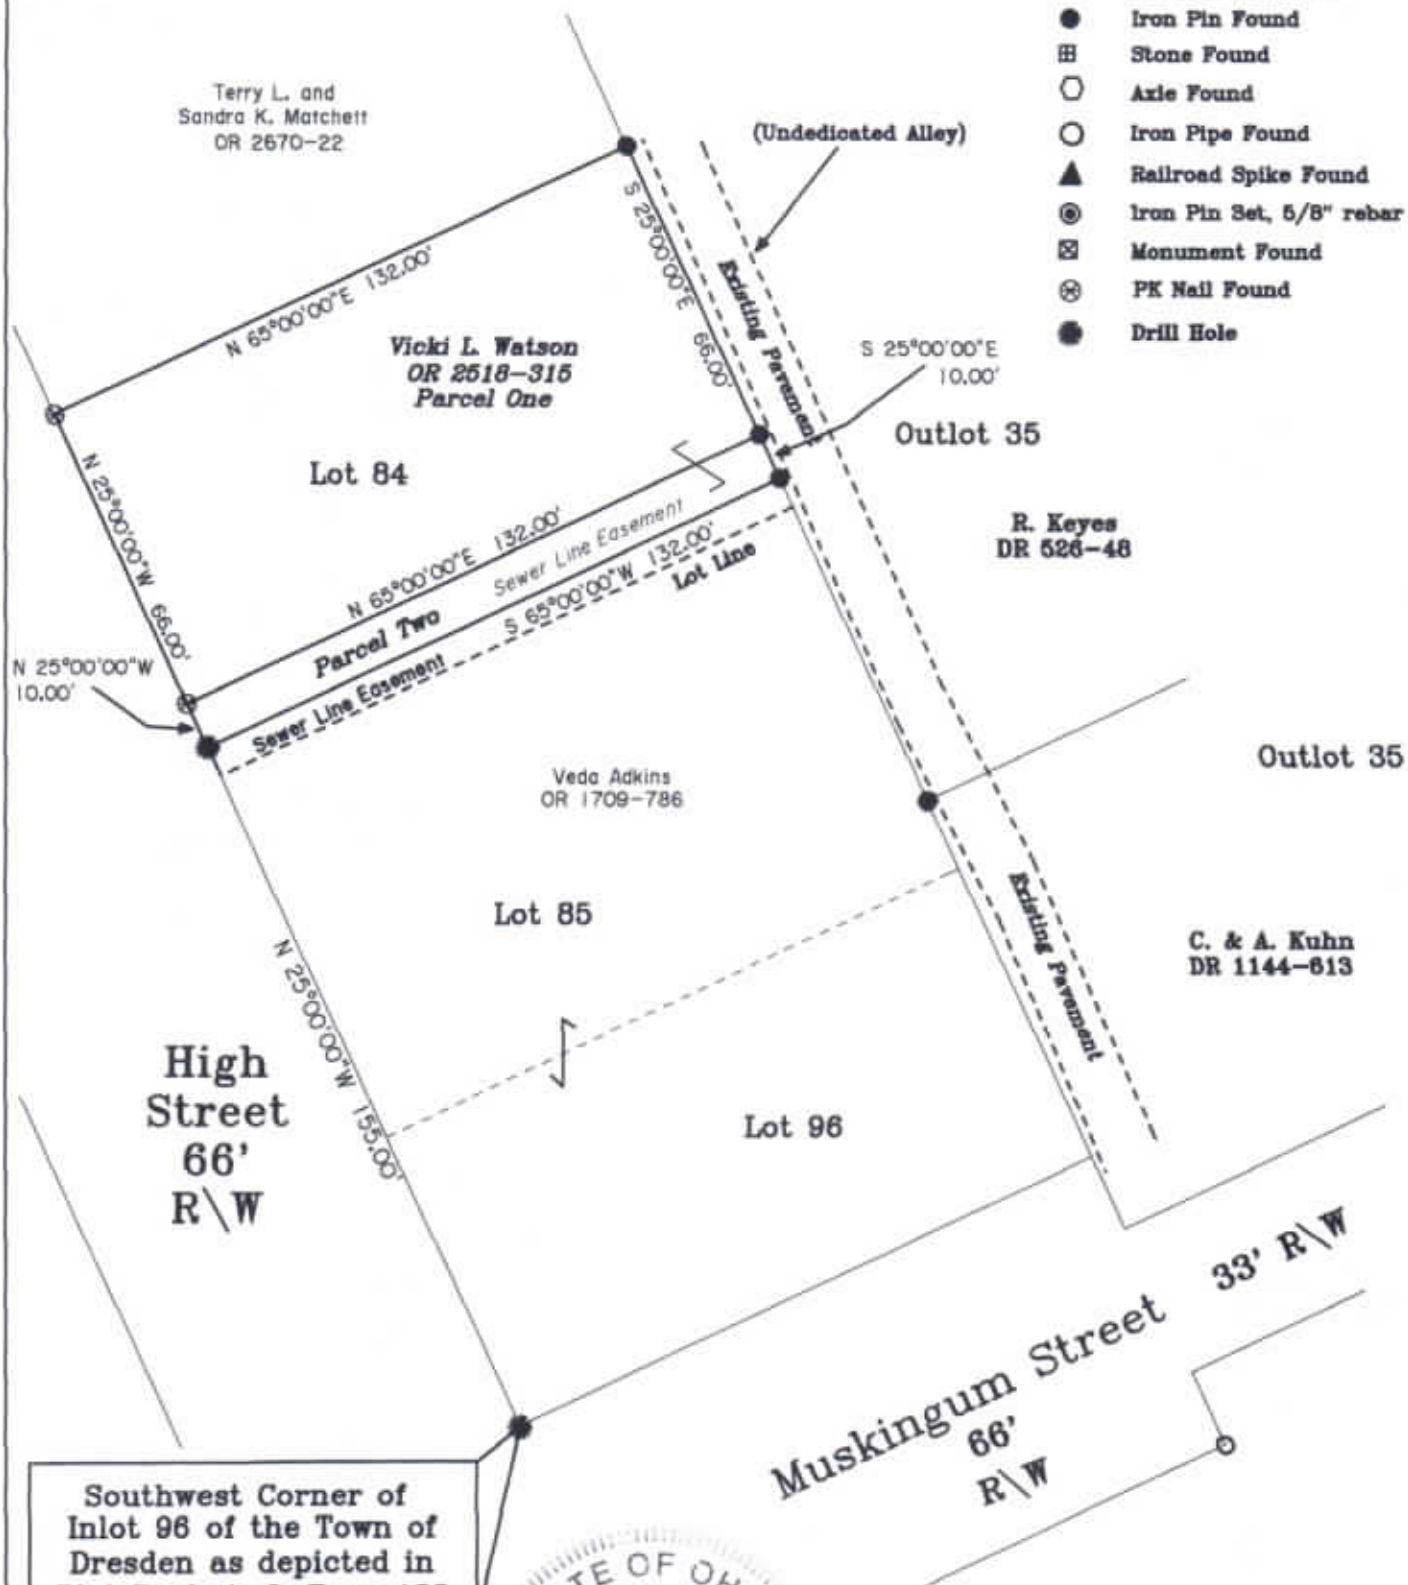 Iron Pin Found
Stone Found
Axle Found
Iron Pipe Found
Railroad Spike Found
Iron Pin Set, 5/8" rebar
Monument Found
PK Nail Found
Drill Hole
Terry L. and
Sandra K. Matchett
OR 2670-22
(Undedicated Alley)
N 65°00'00"E 132.00'
S 25°00'00"E 66.00'
Existing Pavement
Vicki L. Watson
OR 2518-315
Parcel One
S 25°00'00"E
10.00'
Outlot 35
Lot 84
N 25°00'00"W 66.00'
R. Keyes
DR 526-48
N 65°00'00"E 132.00'
Sewer Line Easement
Parcel Two
S 65°00'00"W 132.00'
Lot Line
Sewer Line Easement
N 25°00'00"W
10.00'
Veda Adkins
OR 1709-786
Outlot 35
Lot 85
Existing Pavement
C. & A. Kuhn
DR 1144-613
N 25°00'00"W 155.00'
High
Street
66'
R\W
Lot 96
Muskingum Street 33' R\W
66'
R\W
Southwest Corner of
Inlot 96 of the Town of
Dresden as depicted in
TE OF OH